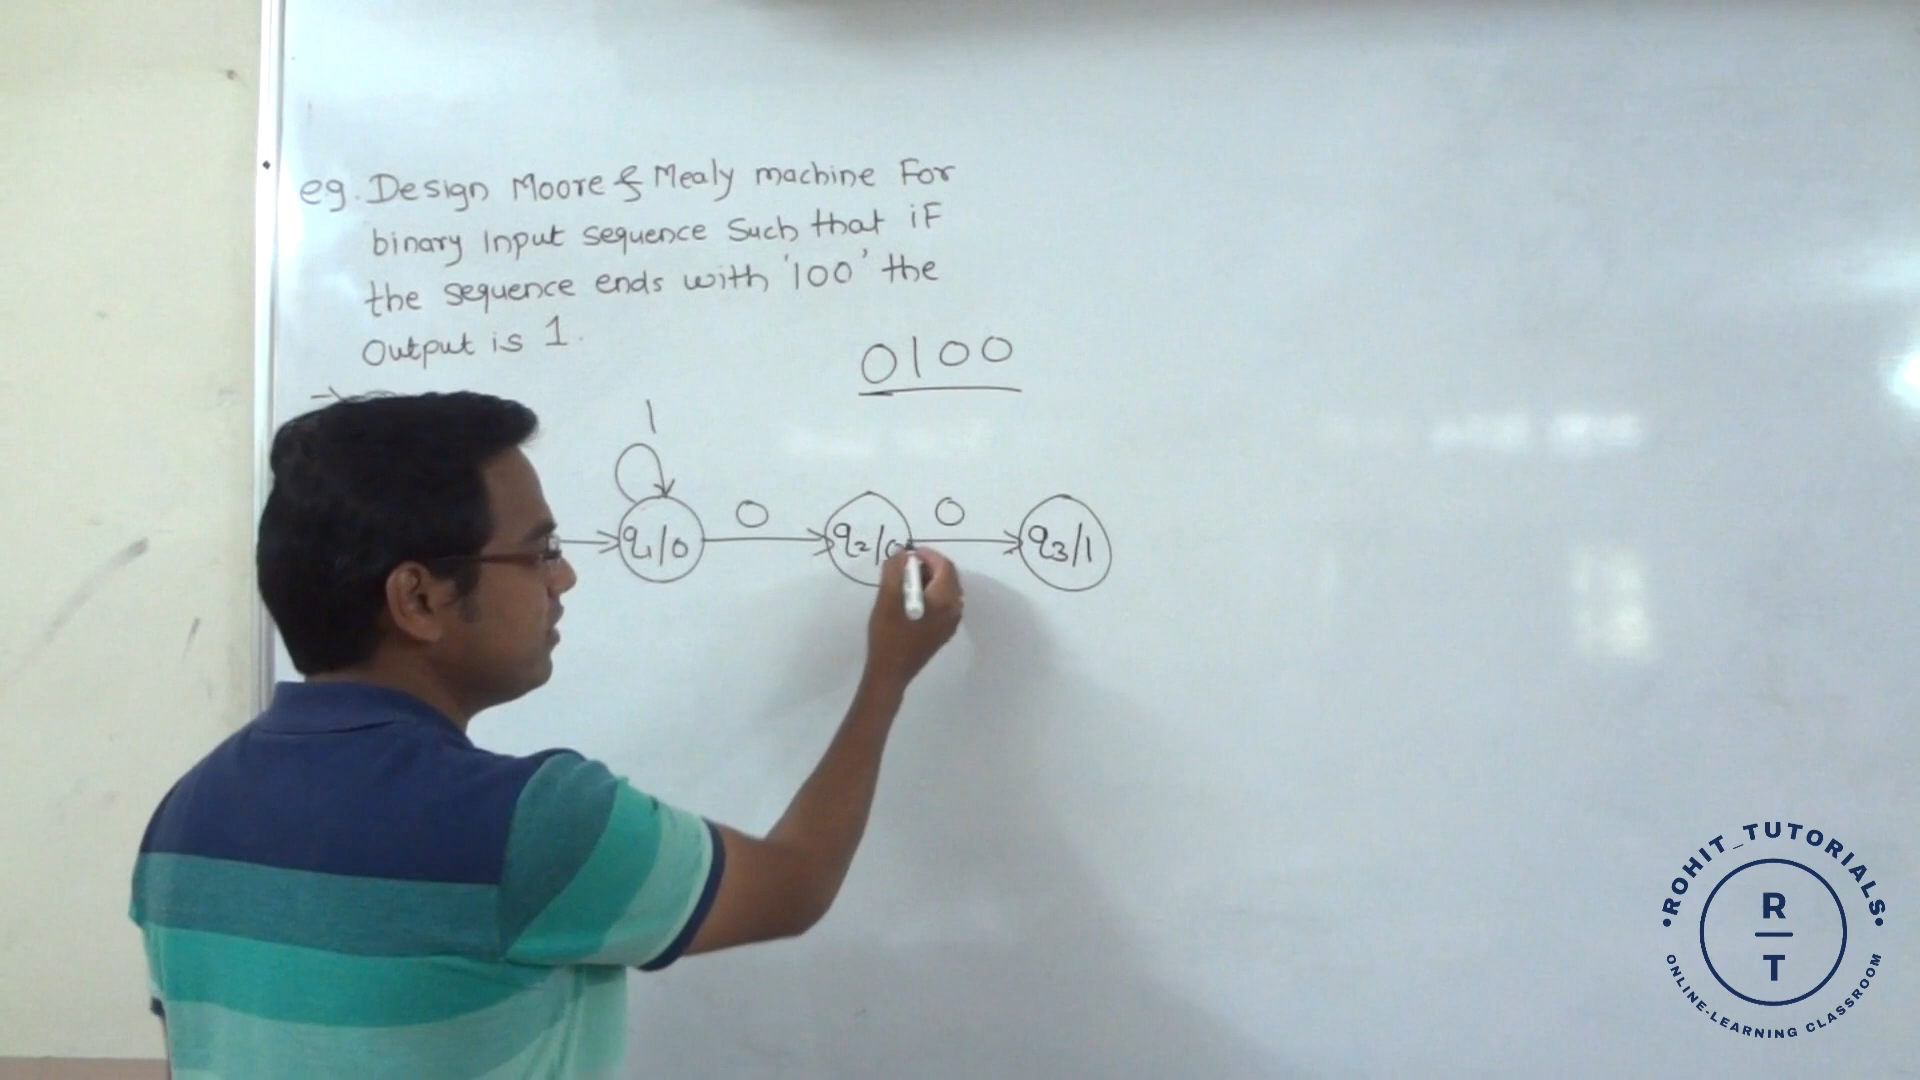 eg. Design Moore & Mealy machine For
binary Input sequence Such that iF
the sequence ends with '100' the
Output is 1.
0100
1
0
0
q1/0
q2/0
q3/1
•ROHIT_TUTORIALS•
R
T
ONLINE-LEARNING CLASSROOM